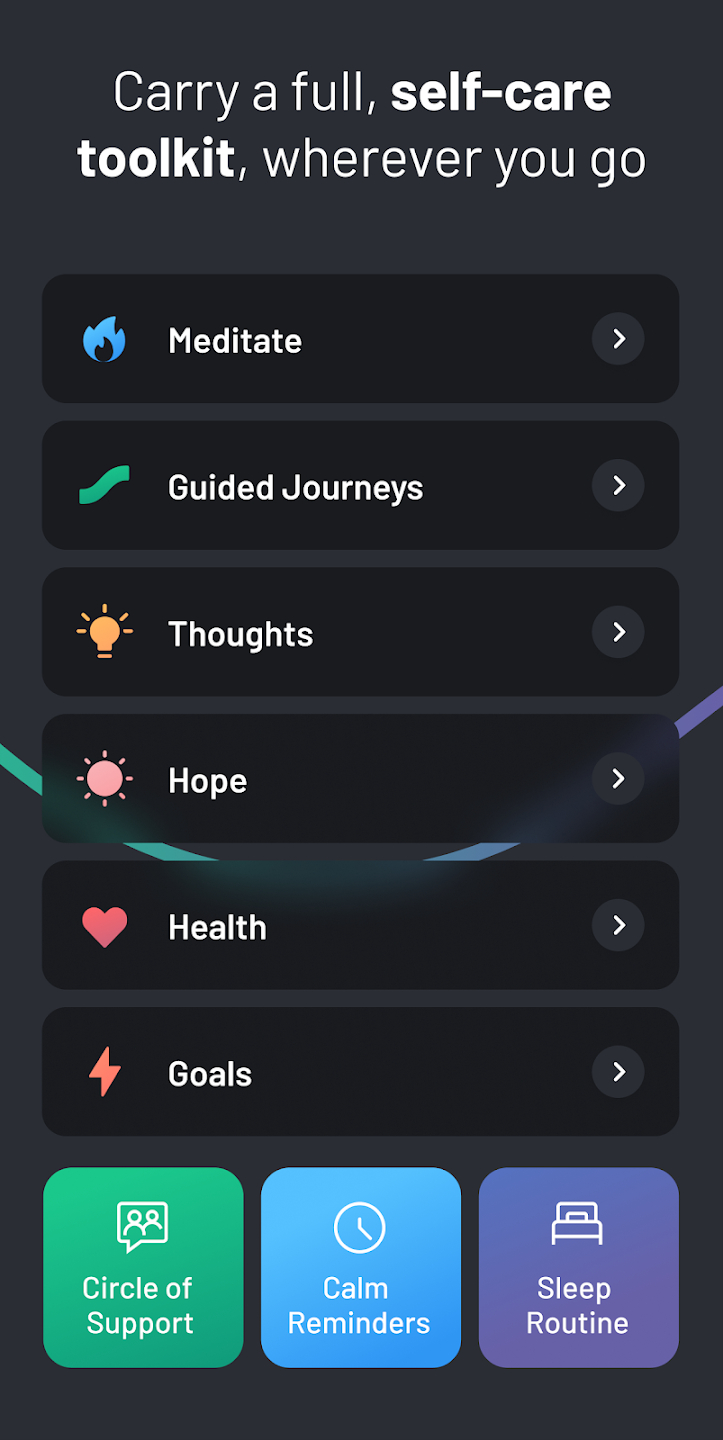 Carry a full, self-care
toolkit, wherever you go
Meditate
Guided Journeys
Thoughts
Hope
Health
Goals
Circle of
Support
Calm
Reminders
Sleep
Routine